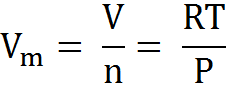 Vₘ = V/n = RT/P